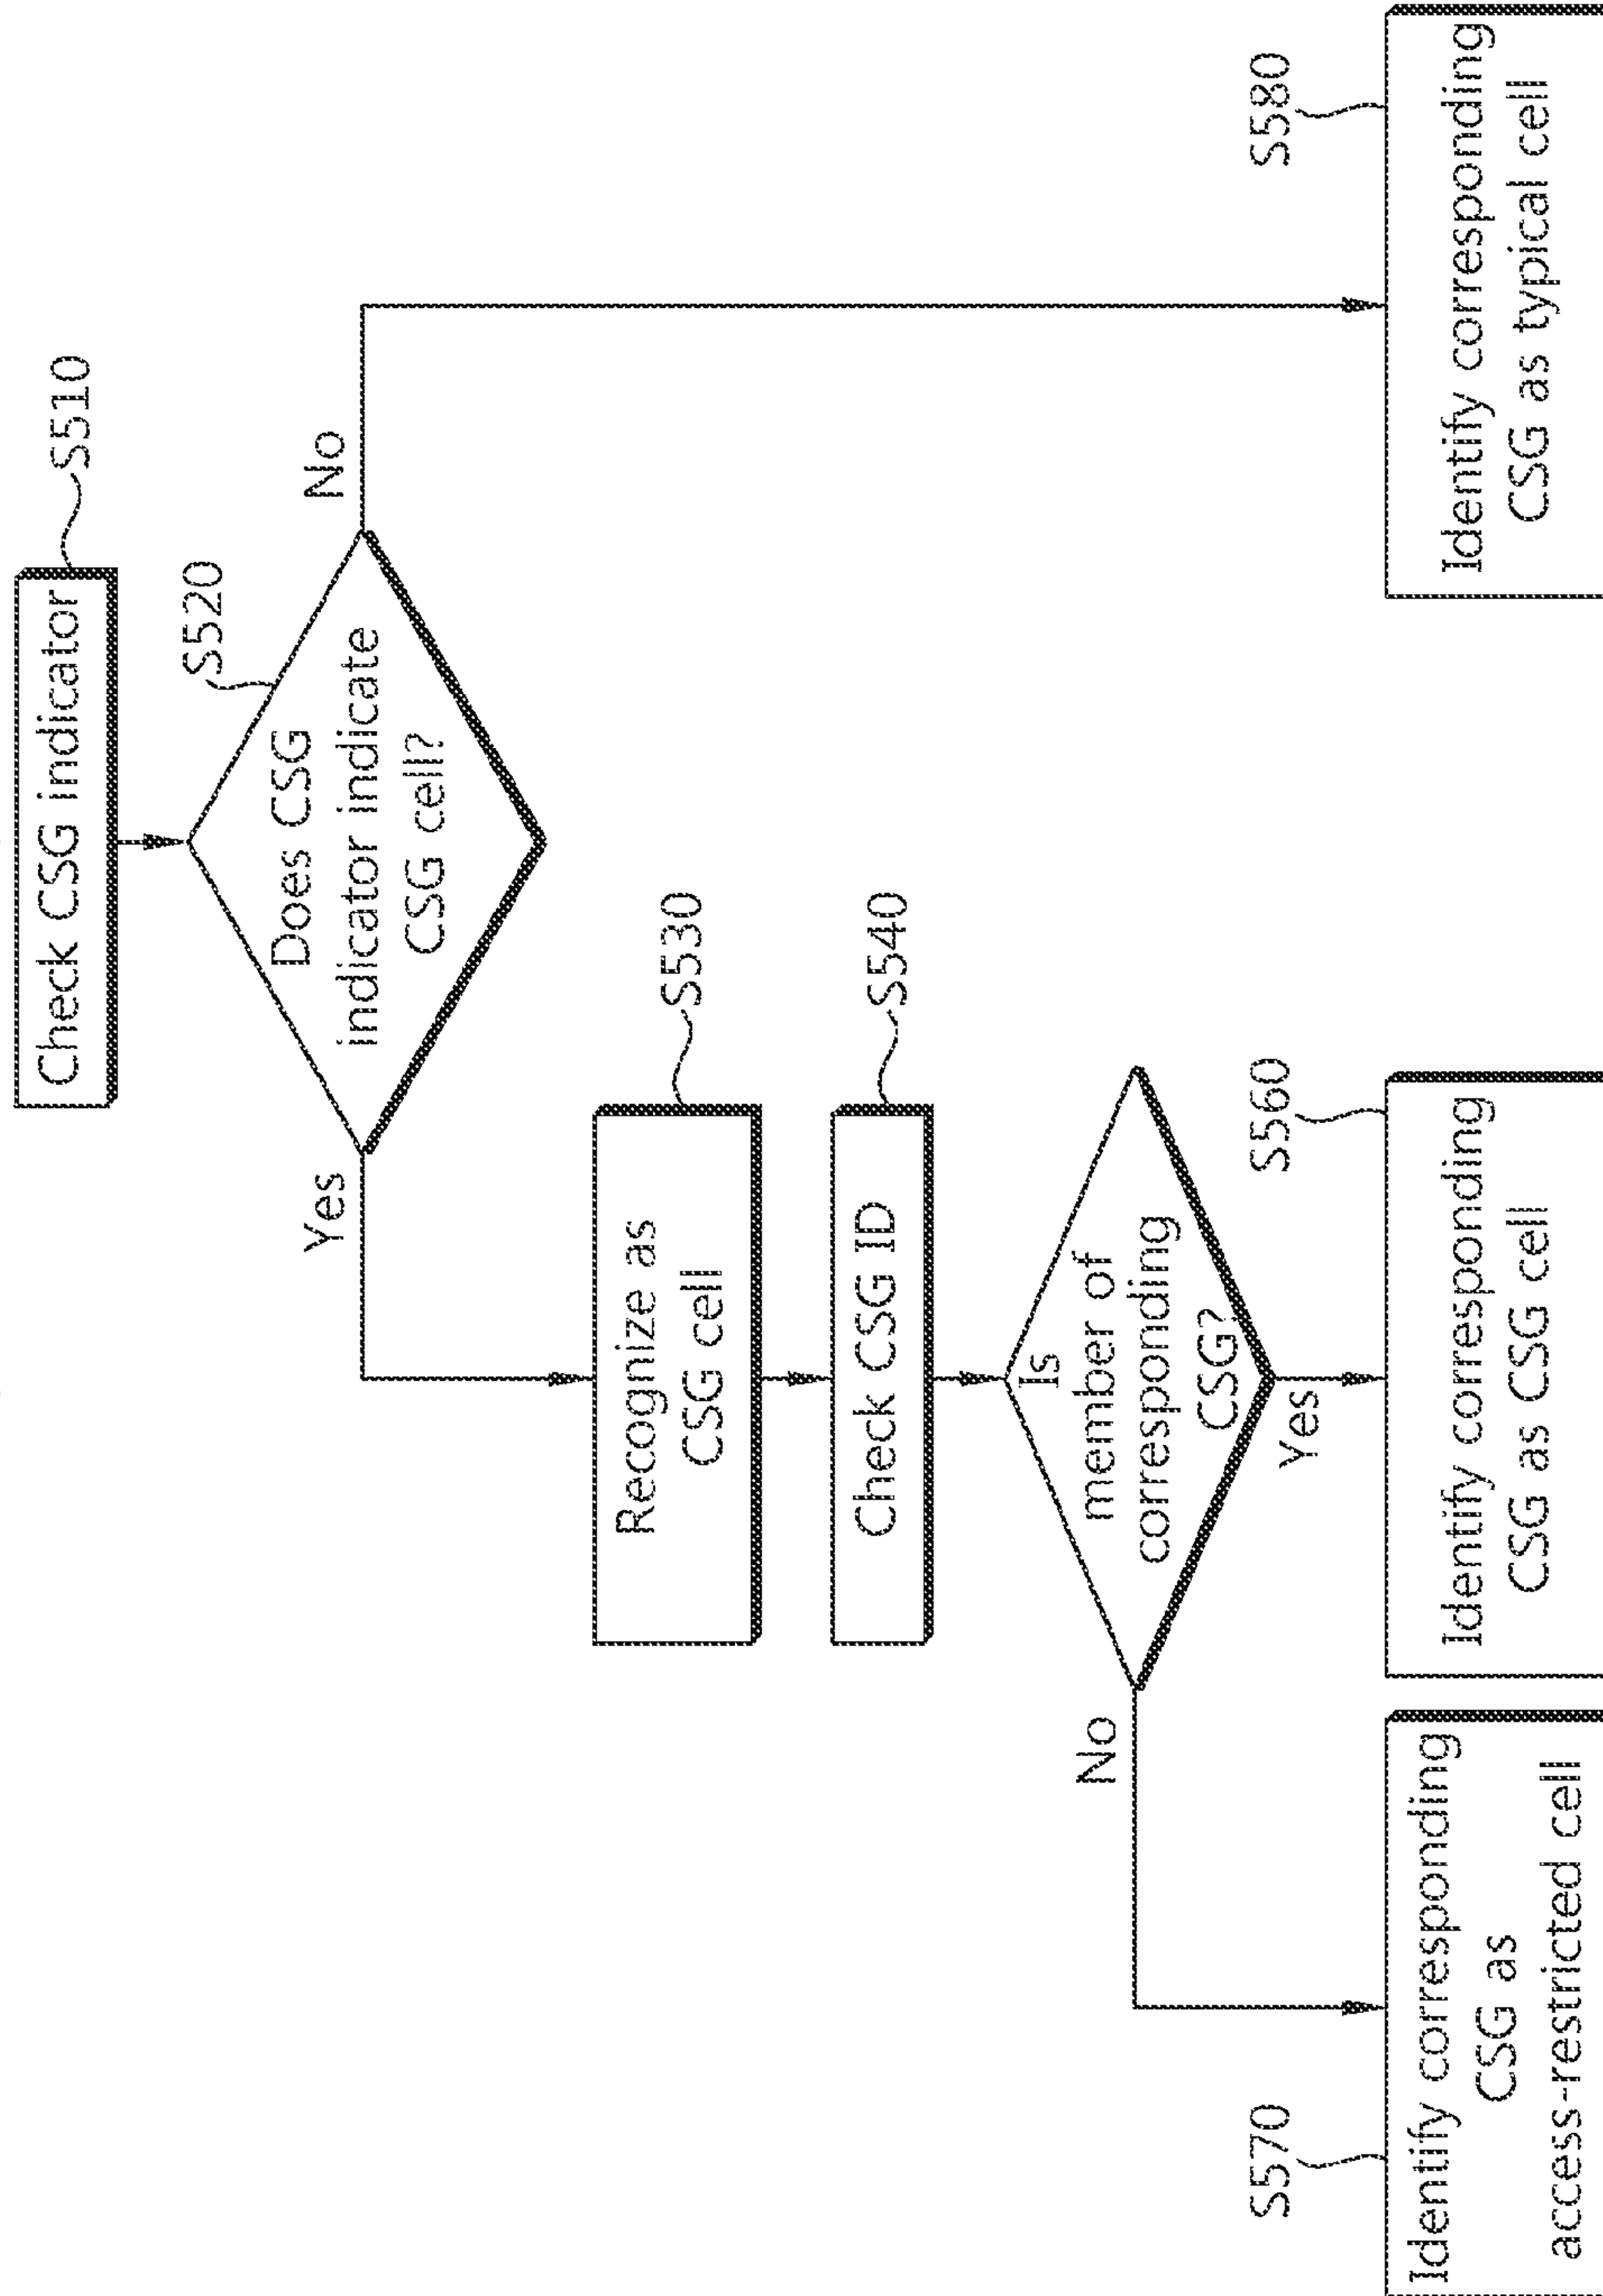 Check CSG indicator
S510
S520
Does CSG
indicator indicate
CSG cell?
Yes
No
Recognize as
CSG cell
S530
Check CSG ID
S540
Is
member of
corresponding
CSG?
No
Yes
S570
Identify corresponding
CSG as
access-restricted cell
S560
Identify corresponding
CSG as CSG cell
S580
Identify corresponding
CSG as typical cell